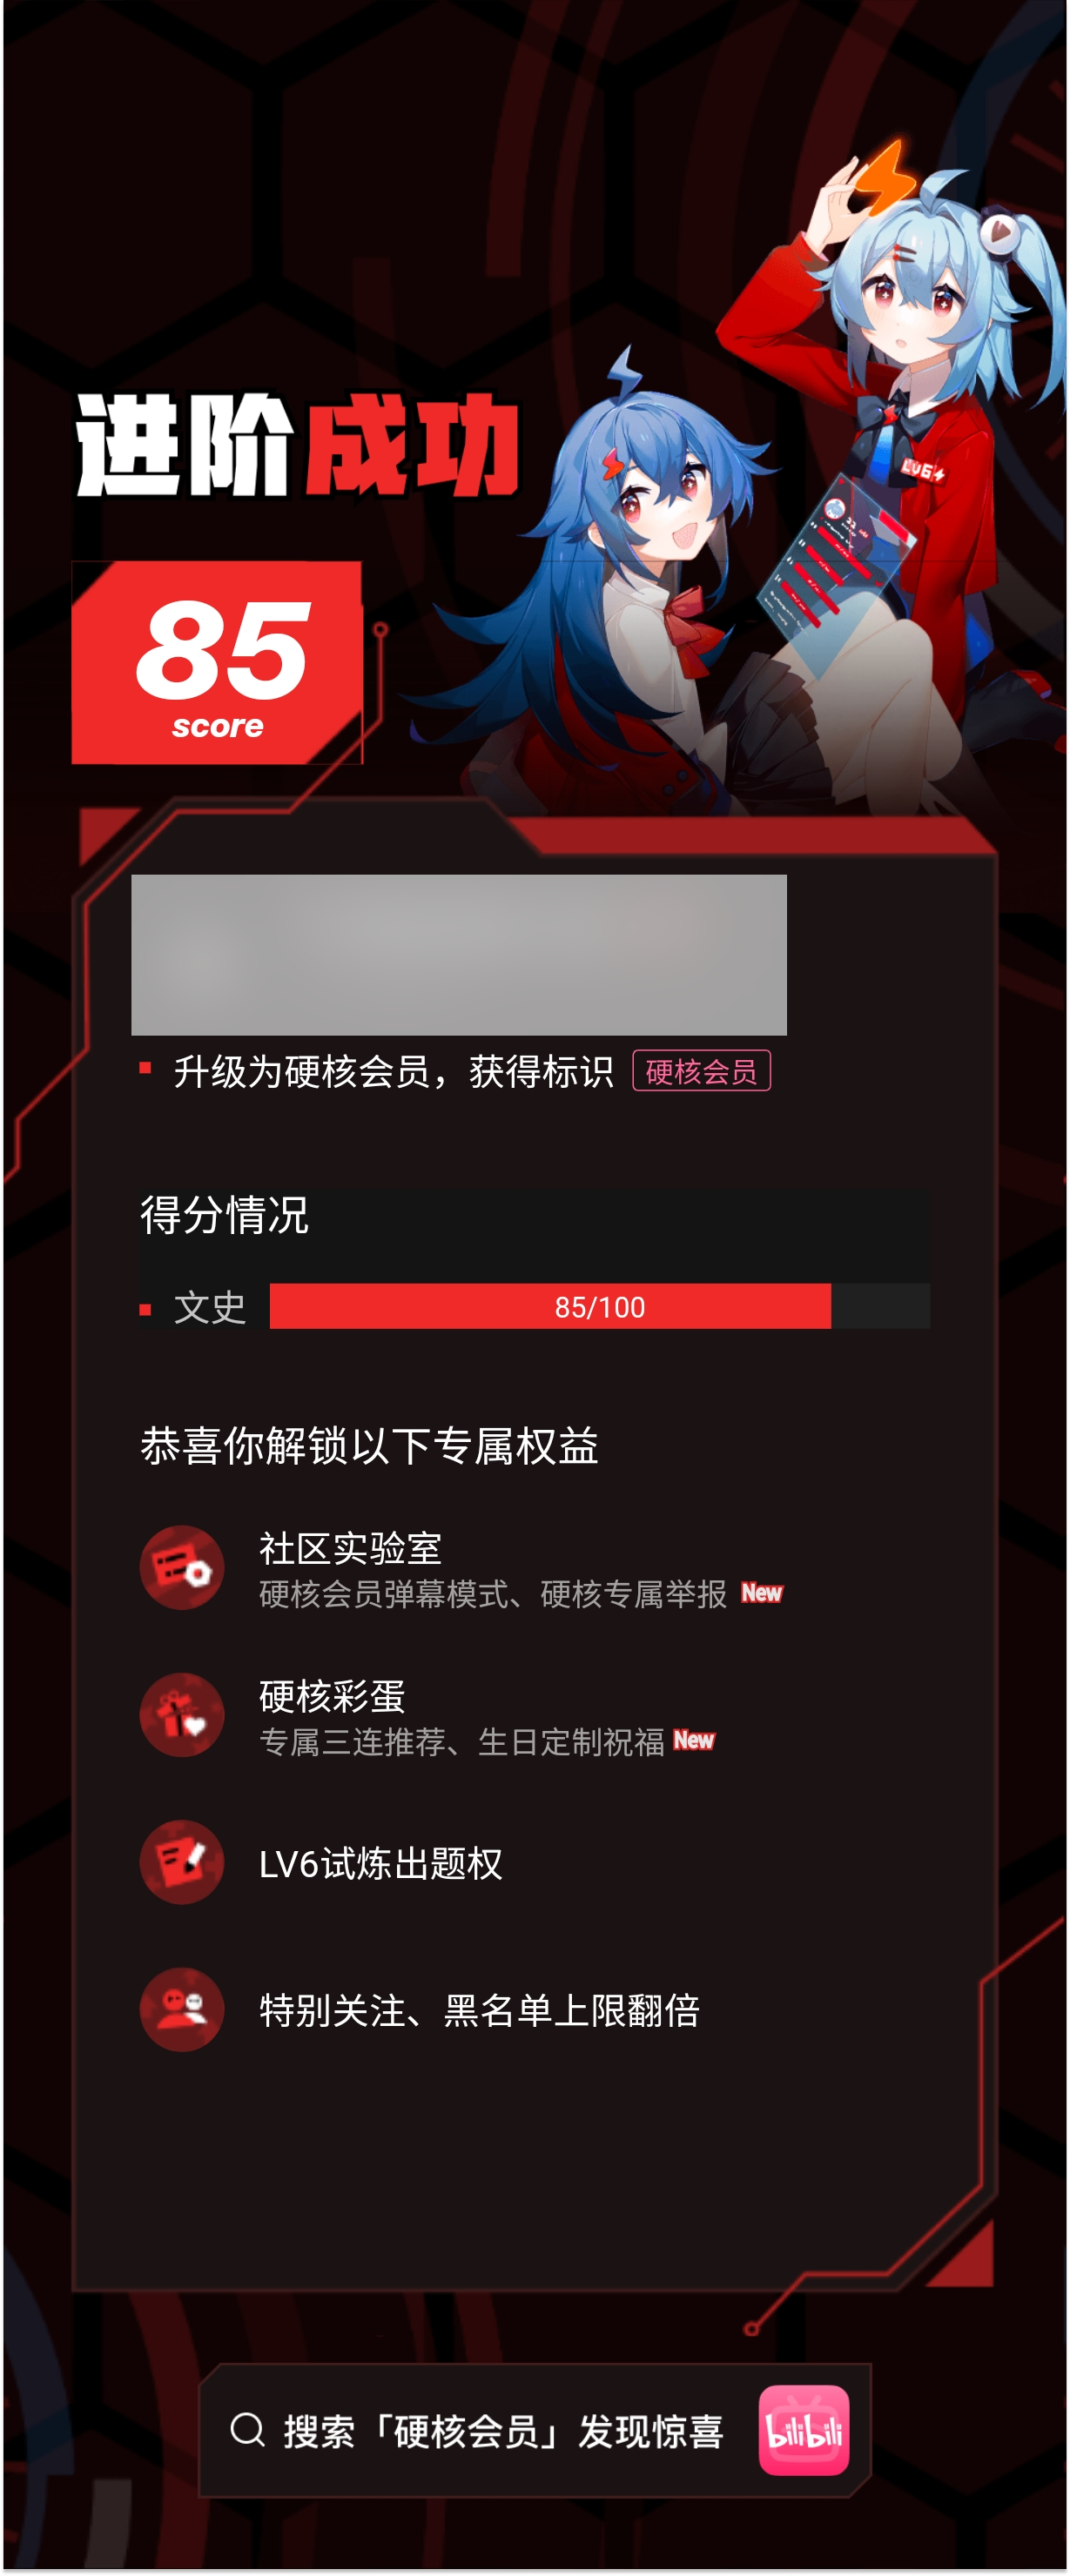 进阶成功
LV6
85
score
升级为硬核会员，获得标识 硬核会员
得分情况
文史 85/100
恭喜你解锁以下专属权益
社区实验室
硬核会员弹幕模式、硬核专属举报 New
硬核彩蛋
专属三连推荐、生日定制祝福 New
LV6试炼出题权
特别关注、黑名单上限翻倍
搜索「硬核会员」发现惊喜 bilibili